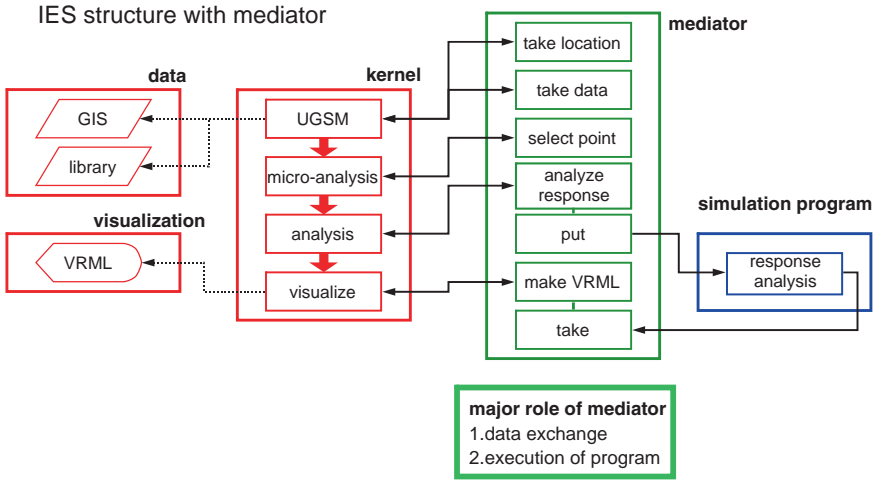 IES structure with mediator
data
GIS
library
visualization
VRML
kernel
UGSM
micro-analysis
analysis
visualize
mediator
take location
take data
select point
analyze
response
put
make VRML
take
simulation program
response
analysis
major role of mediator
1.data exchange
2.execution of program